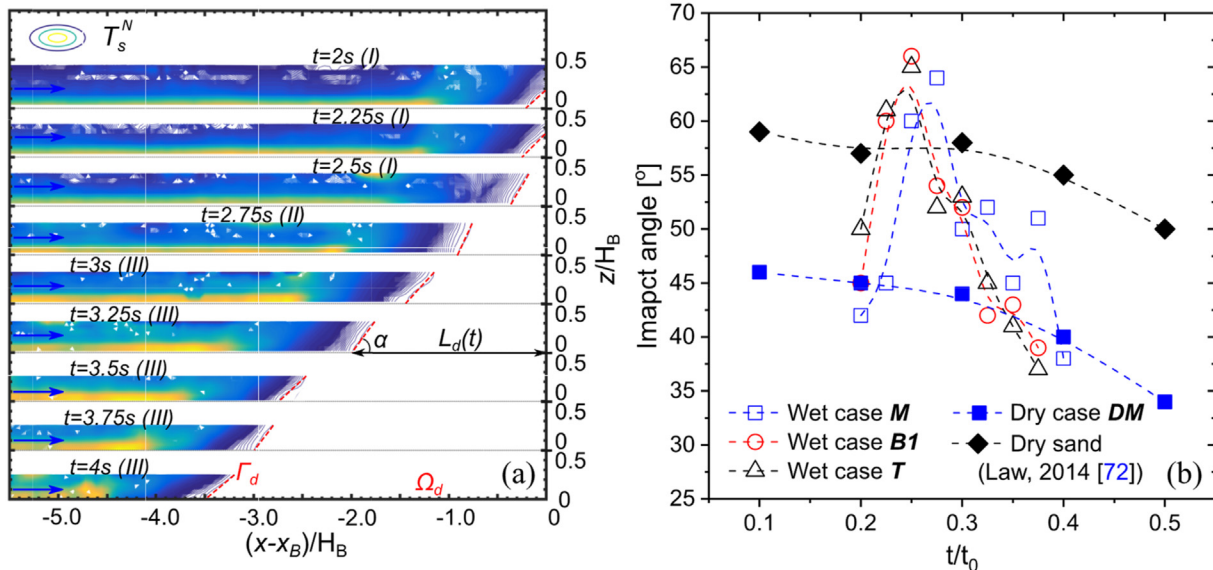 T_s^N
t=2s (I)
0.5
0
t=2.25s (I)
0.5
0
t=2.5s (I)
0.5
0
t=2.75s (II)
0.5
0
t=3s (III)
0.5
0
t=3.25s (III)
0.5
α
L_d(t)
0
t=3.5s (III)
0.5
0
t=3.75s (III)
0.5
0
t=4s (III)
0.5
Γ_d
Ω_d
(a)
0
z/H_B
-5.0 -4.0 -3.0 -2.0 -1.0 0
(x-x_B)/H_B
70
65
60
55
50
45
40
35
30
25
Imapct angle [°]
Wet case M
Wet case B1
Wet case T
Dry case DM
Dry sand
(Law, 2014 [72])
(b)
0.1 0.2 0.3 0.4 0.5
t/t_0